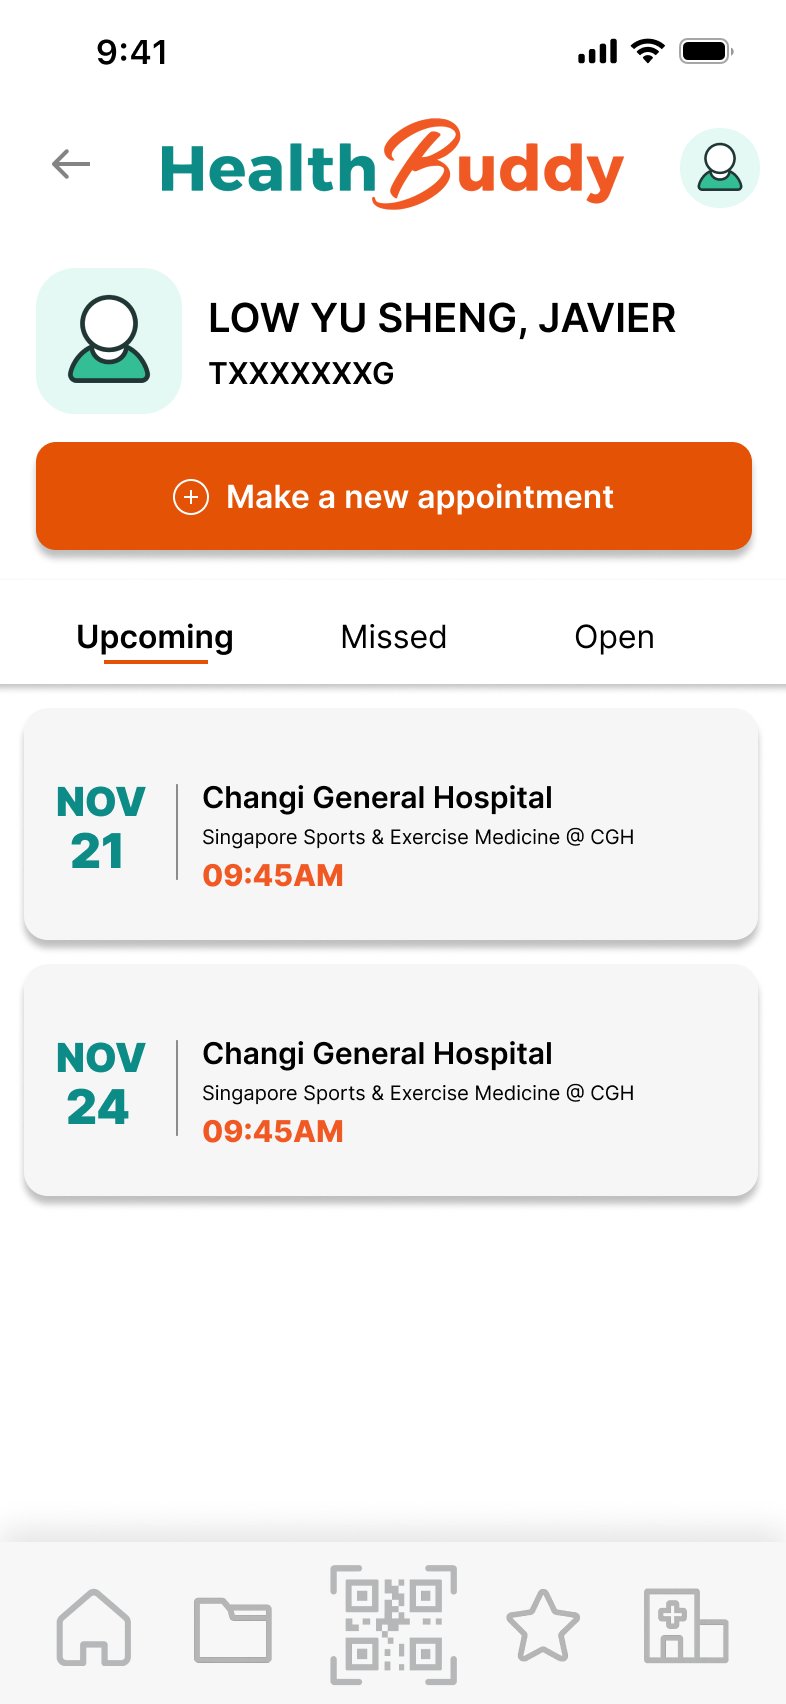 9:41
HealthBuddy
LOW YU SHENG, JAVIER
TXXXXXXXG
Make a new appointment
Upcoming Missed Open
NOV 21
Changi General Hospital
Singapore Sports & Exercise Medicine @ CGH
09:45AM
NOV 24
Changi General Hospital
Singapore Sports & Exercise Medicine @ CGH
09:45AM